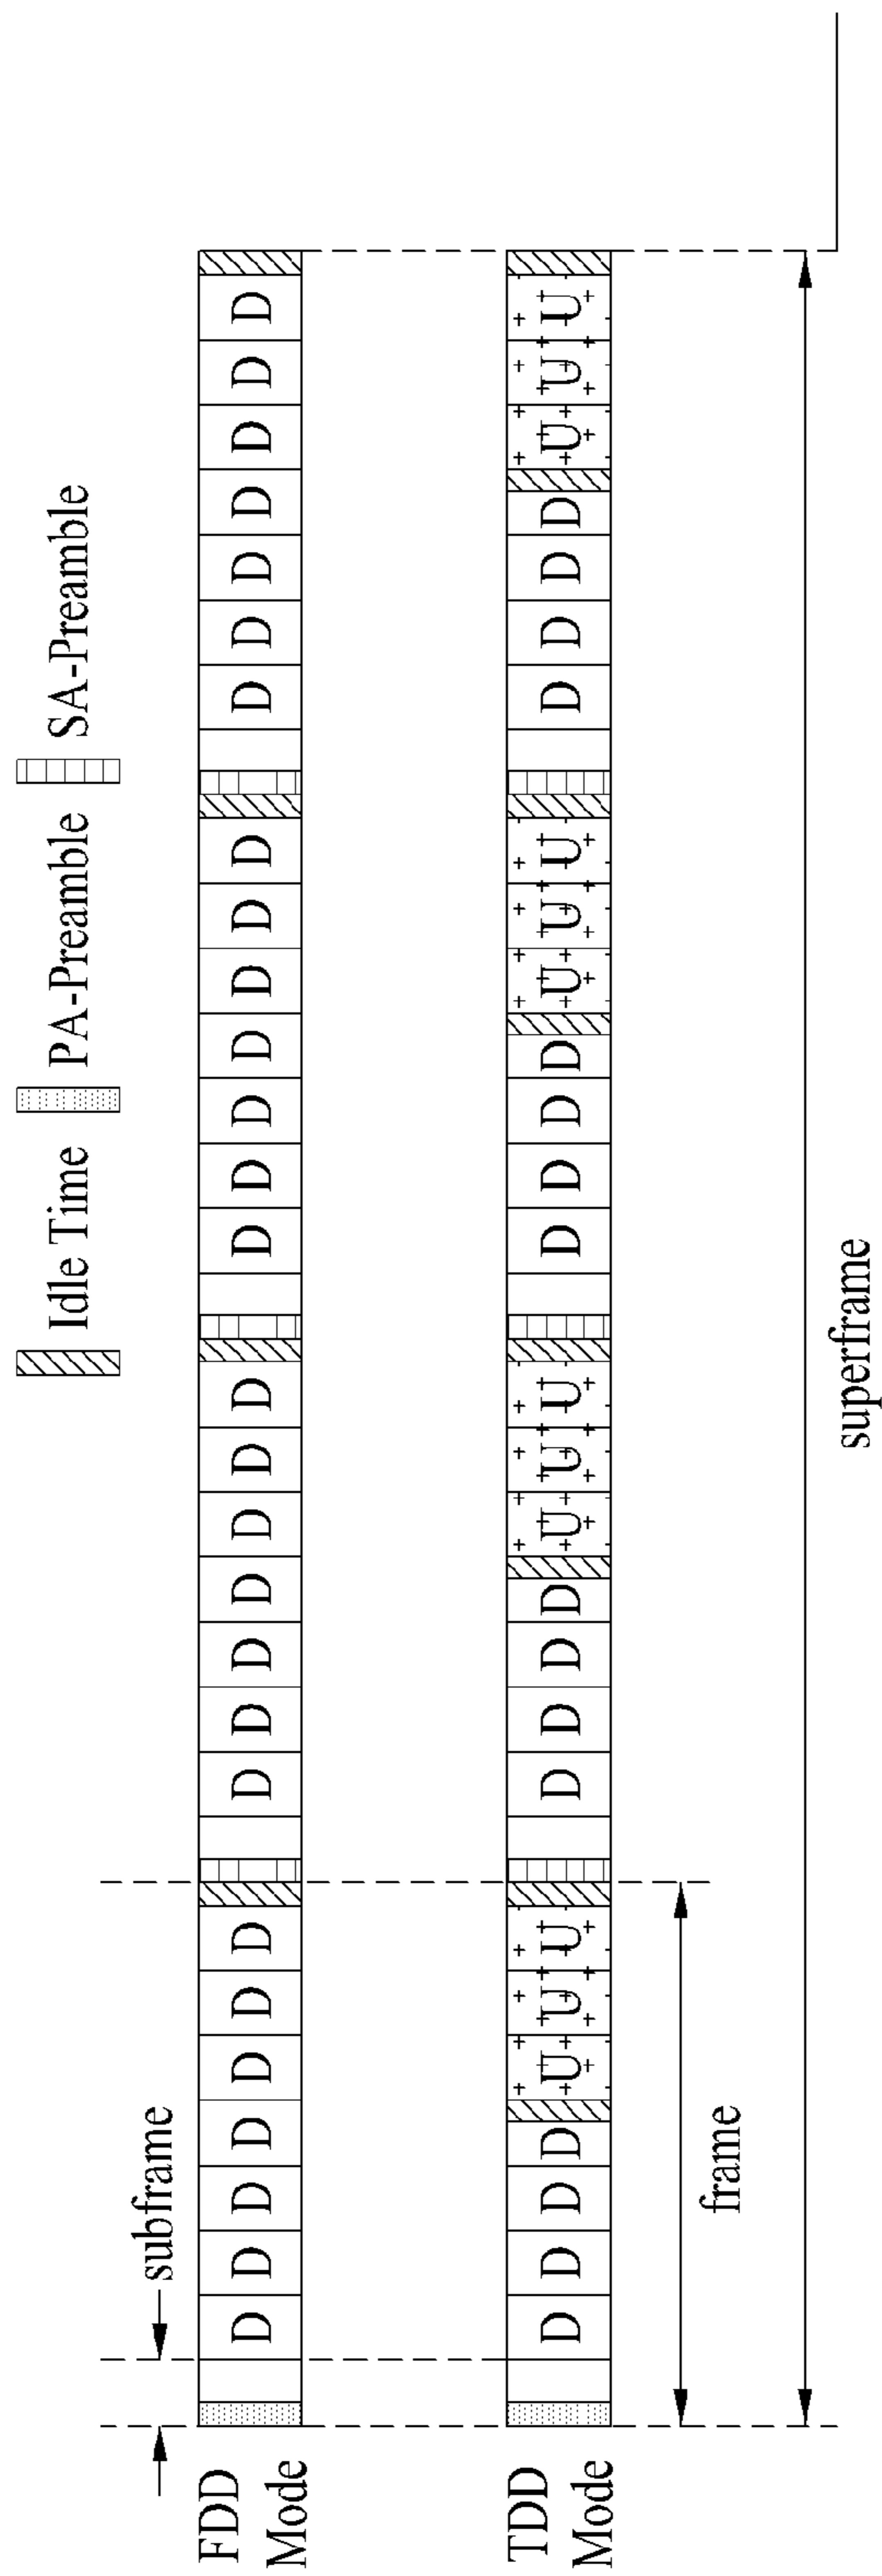 Idle Time PA-Preamble SA-Preamble
subframe
FDD
Mode
D D D D D D D D D D D D D D D D D D D D D D D D D D D D
TDD
Mode
D D D D U U U D D D D U U U D D D D U U U D D D D U U U
frame
superframe